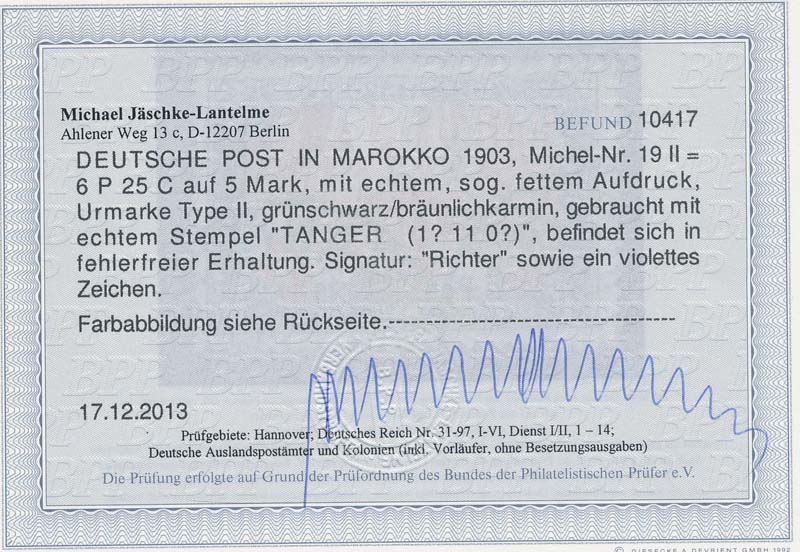 Michael Jäschke-Lantelme
Ahlener Weg 13 c, D-12207 Berlin
BEFUND 10417
DEUTSCHE POST IN MAROKKO 1903, Michel-Nr. 19 II =
6 P 25 C auf 5 Mark, mit echtem, sog. fettem Aufdruck,
Urmarke Type II, grünschwarz/bräunlichkarmin, gebraucht mit
echtem Stempel "TANGER (1? 11 0?)", befindet sich in
fehlerfreier Erhaltung. Signatur: "Richter" sowie ein violettes
Zeichen.
Farbabbildung siehe Rückseite.------------------------------------
17.12.2013
Prüfgebiete: Hannover; Deutsches Reich Nr. 31-97, I-VI, Dienst I/II, 1 – 14;
Deutsche Auslandspostämter und Kolonien (inkl. Vorläufer, ohne Besetzungsausgaben)
Die Prüfung erfolgte auf Grund der Prüfordnung des Bundes der Philatelistischen Prüfer e.V.
© GIESECKE & DEVRIENT GMBH 1992